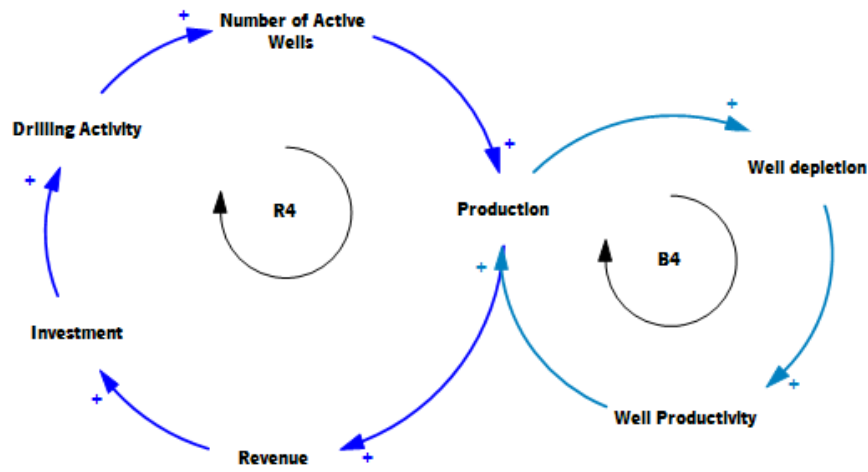 +
Number of Active
Wells
+
Drilling Activity
+
Well depletion
+
R4
Production
+
B4
Investment
+
+
Well Productivity
+
Revenue
+